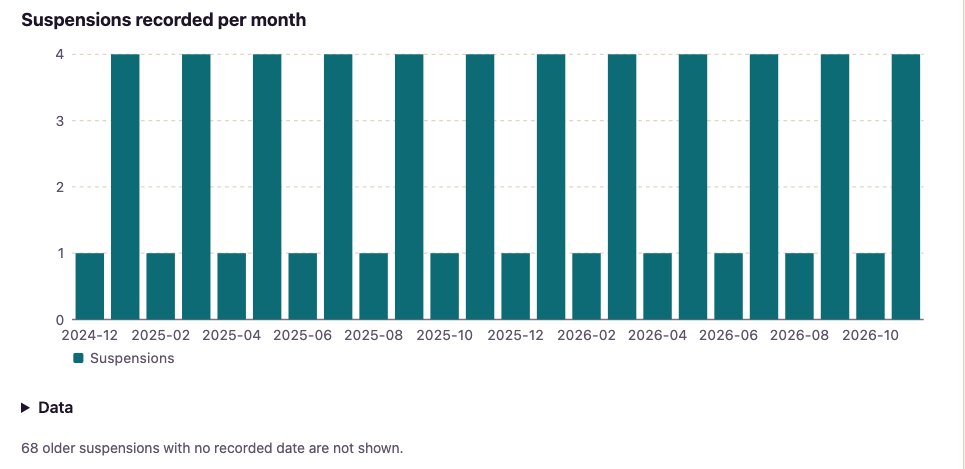 Suspensions recorded per month
4
3
2
1
0
2024-12 2025-02 2025-04 2025-06 2025-08 2025-10 2025-12 2026-02 2026-04 2026-06 2026-08 2026-10
Suspensions
Data
68 older suspensions with no recorded date are not shown.